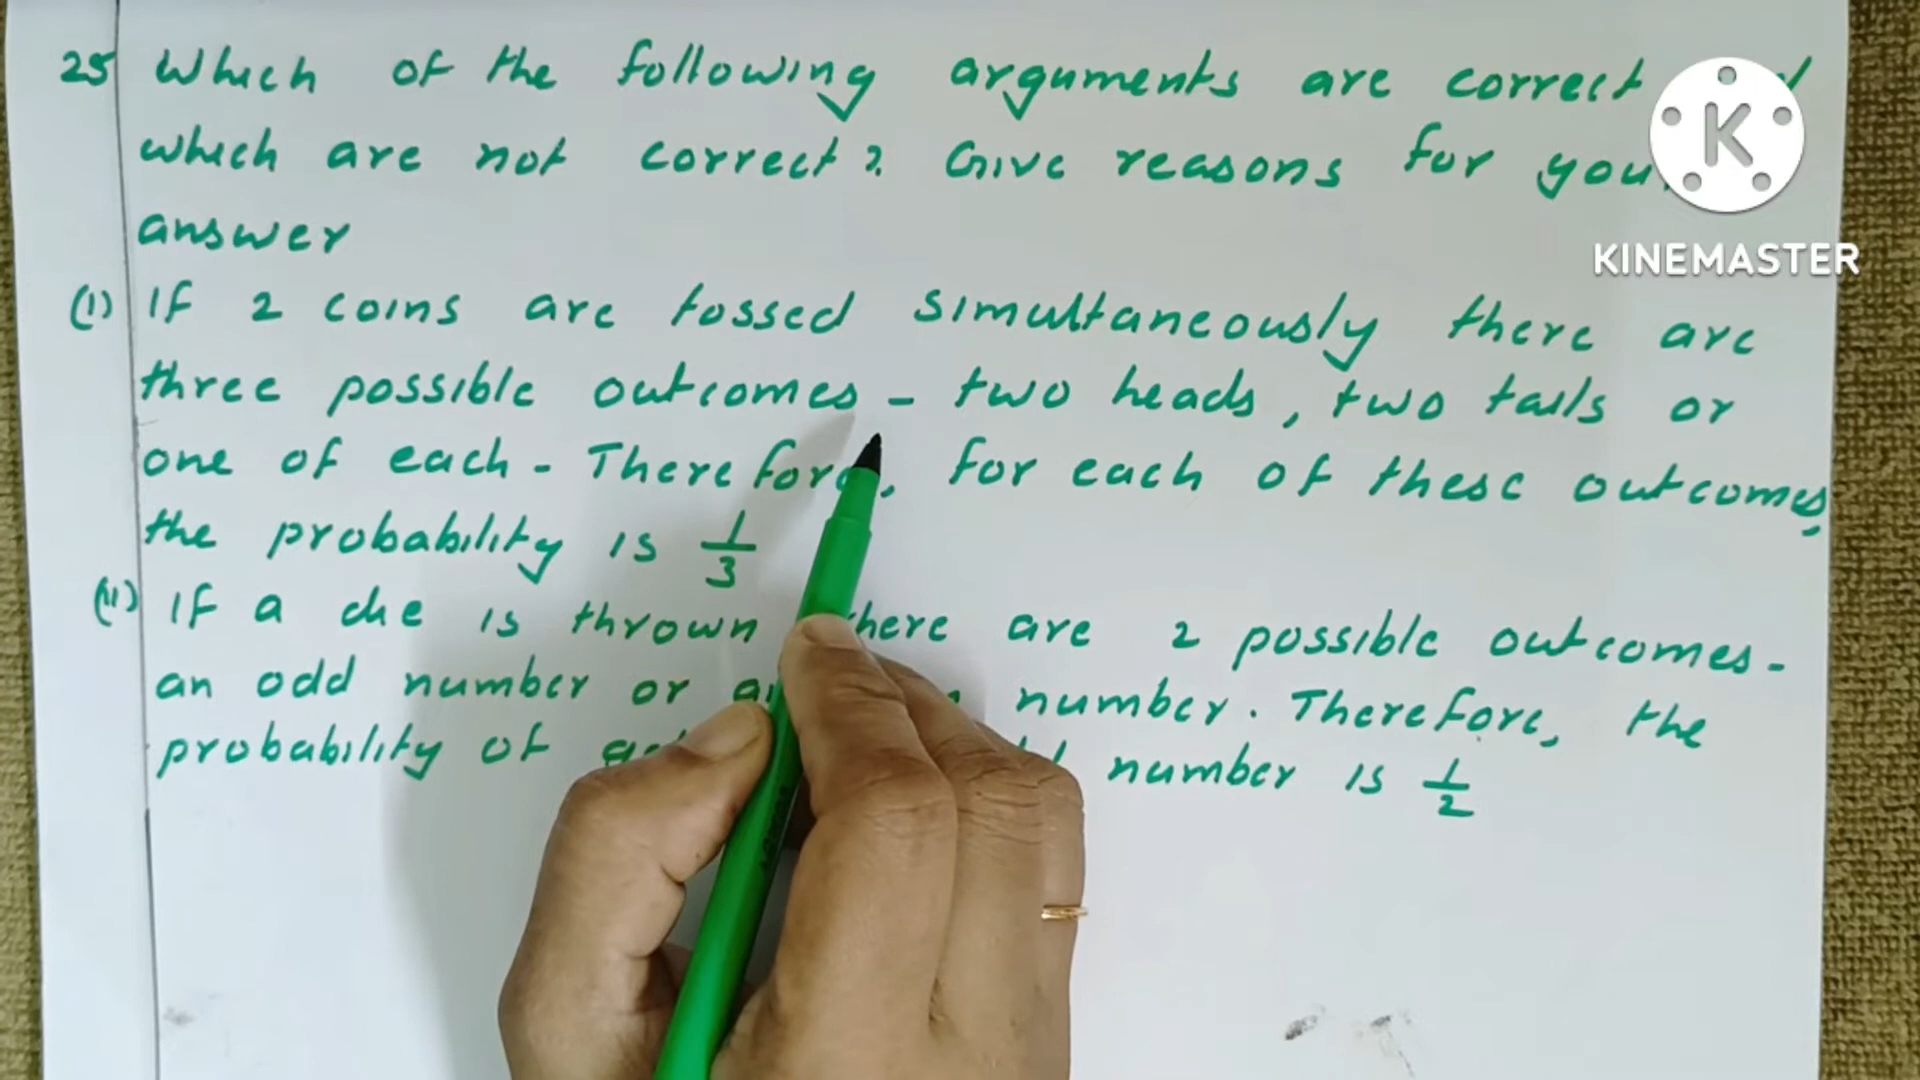 25 Which of the following arguments are correct
which are not correct? Give reasons for your
answer
(i) If 2 coins are tossed simultaneously there are
three possible outcomes - two heads, two tails or
one of each - Therefore, for each of these outcomes,
the probability is 1/3
(ii) If a die is thrown there are 2 possible outcomes -
an odd number or number. Therefore, the
probability of number is 1/2
K
KINEMASTER